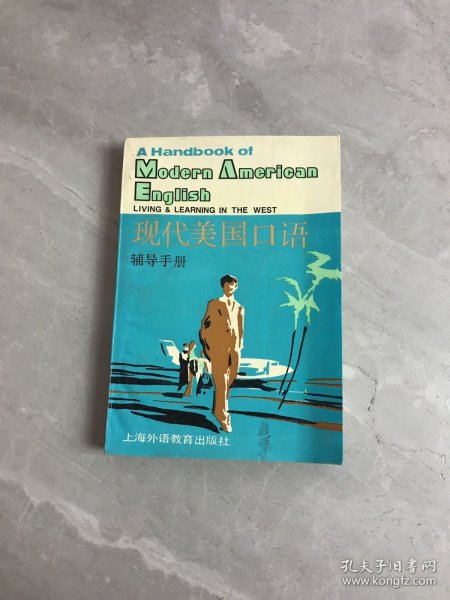 A Handbook of
Modern American
English
LIVING & LEARNING IN THE WEST
现代美国口语
辅导手册
上海外语教育出版社
孔夫子旧书网
www.kongfz.com